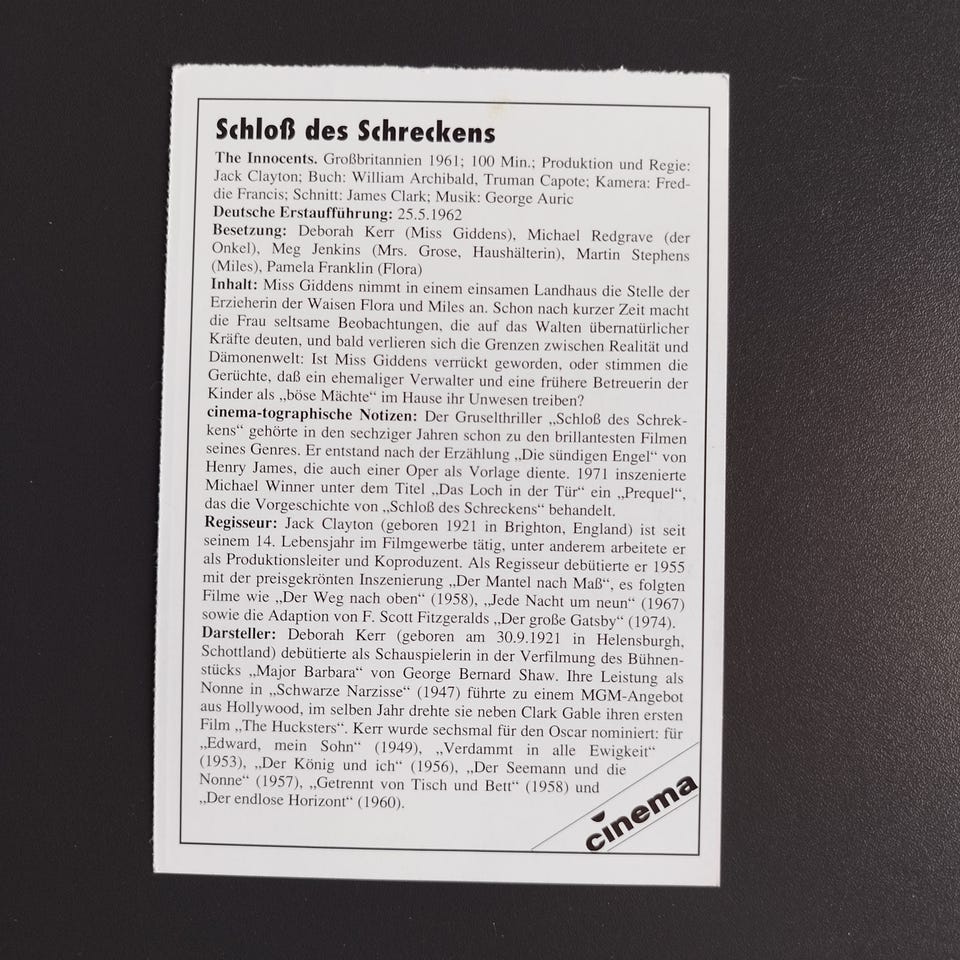 Schloß des Schreckens
The Innocents. Großbritannien 1961; 100 Min.; Produktion und Regie:
Jack Clayton; Buch: William Archibald, Truman Capote; Kamera: Fred-
die Francis; Schnitt: James Clark; Musik: George Auric
Deutsche Erstaufführung: 25.5.1962
Besetzung: Deborah Kerr (Miss Giddens), Michael Redgrave (der
Onkel), Meg Jenkins (Mrs. Grose, Haushälterin), Martin Stephens
(Miles), Pamela Franklin (Flora)
Inhalt: Miss Giddens nimmt in einem einsamen Landhaus die Stelle der
Erzieherin der Waisen Flora und Miles an. Schon nach kurzer Zeit macht
die Frau seltsame Beobachtungen, die auf das Walten übernatürlicher
Kräfte deuten, und bald verlieren sich die Grenzen zwischen Realität und
Dämonenwelt: Ist Miss Giddens verrückt geworden, oder stimmen die
Gerüchte, daß ein ehemaliger Verwalter und eine frühere Betreuerin der
Kinder als „böse Mächte“ im Hause ihr Unwesen treiben?
cinema-tographische Notizen: Der Gruselthriller „Schloß des Schrek-
kens“ gehörte in den sechziger Jahren schon zu den brillantesten Filmen
seines Genres. Er entstand nach der Erzählung „Die sündigen Engel“ von
Henry James, die auch einer Oper als Vorlage diente. 1971 inszenierte
Michael Winner unter dem Titel „Das Loch in der Tür“ ein „Prequel“,
das die Vorgeschichte von „Schloß des Schreckens“ behandelt.
Regisseur: Jack Clayton (geboren 1921 in Brighton, England) ist seit
seinem 14. Lebensjahr im Filmgewerbe tätig, unter anderem arbeitete er
als Produktionsleiter und Koproduzent. Als Regisseur debütierte er 1955
mit der preisgekrönten Inszenierung „Der Mantel nach Maß“, es folgten
Filme wie „Der Weg nach oben“ (1958), „Jede Nacht um neun“ (1967)
sowie die Adaption von F. Scott Fitzgeralds „Der große Gatsby“ (1974).
Darsteller: Deborah Kerr (geboren am 30.9.1921 in Helensburgh,
Schottland) debütierte als Schauspielerin in der Verfilmung des Bühnen-
stücks „Major Barbara“ von George Bernard Shaw. Ihre Leistung als
Nonne in „Schwarze Narzisse“ (1947) führte zu einem MGM-Angebot
aus Hollywood, im selben Jahr drehte sie neben Clark Gable ihren ersten
Film „The Hucksters“. Kerr wurde sechsmal für den Oscar nominiert: für
„Edward, mein Sohn“ (1949), „Verdammt in alle Ewigkeit“
(1953), „Der König und ich“ (1956), „Der Seemann und die
Nonne“ (1957), „Getrennt von Tisch und Bett“ (1958) und
„Der endlose Horizont“ (1960).
cinema